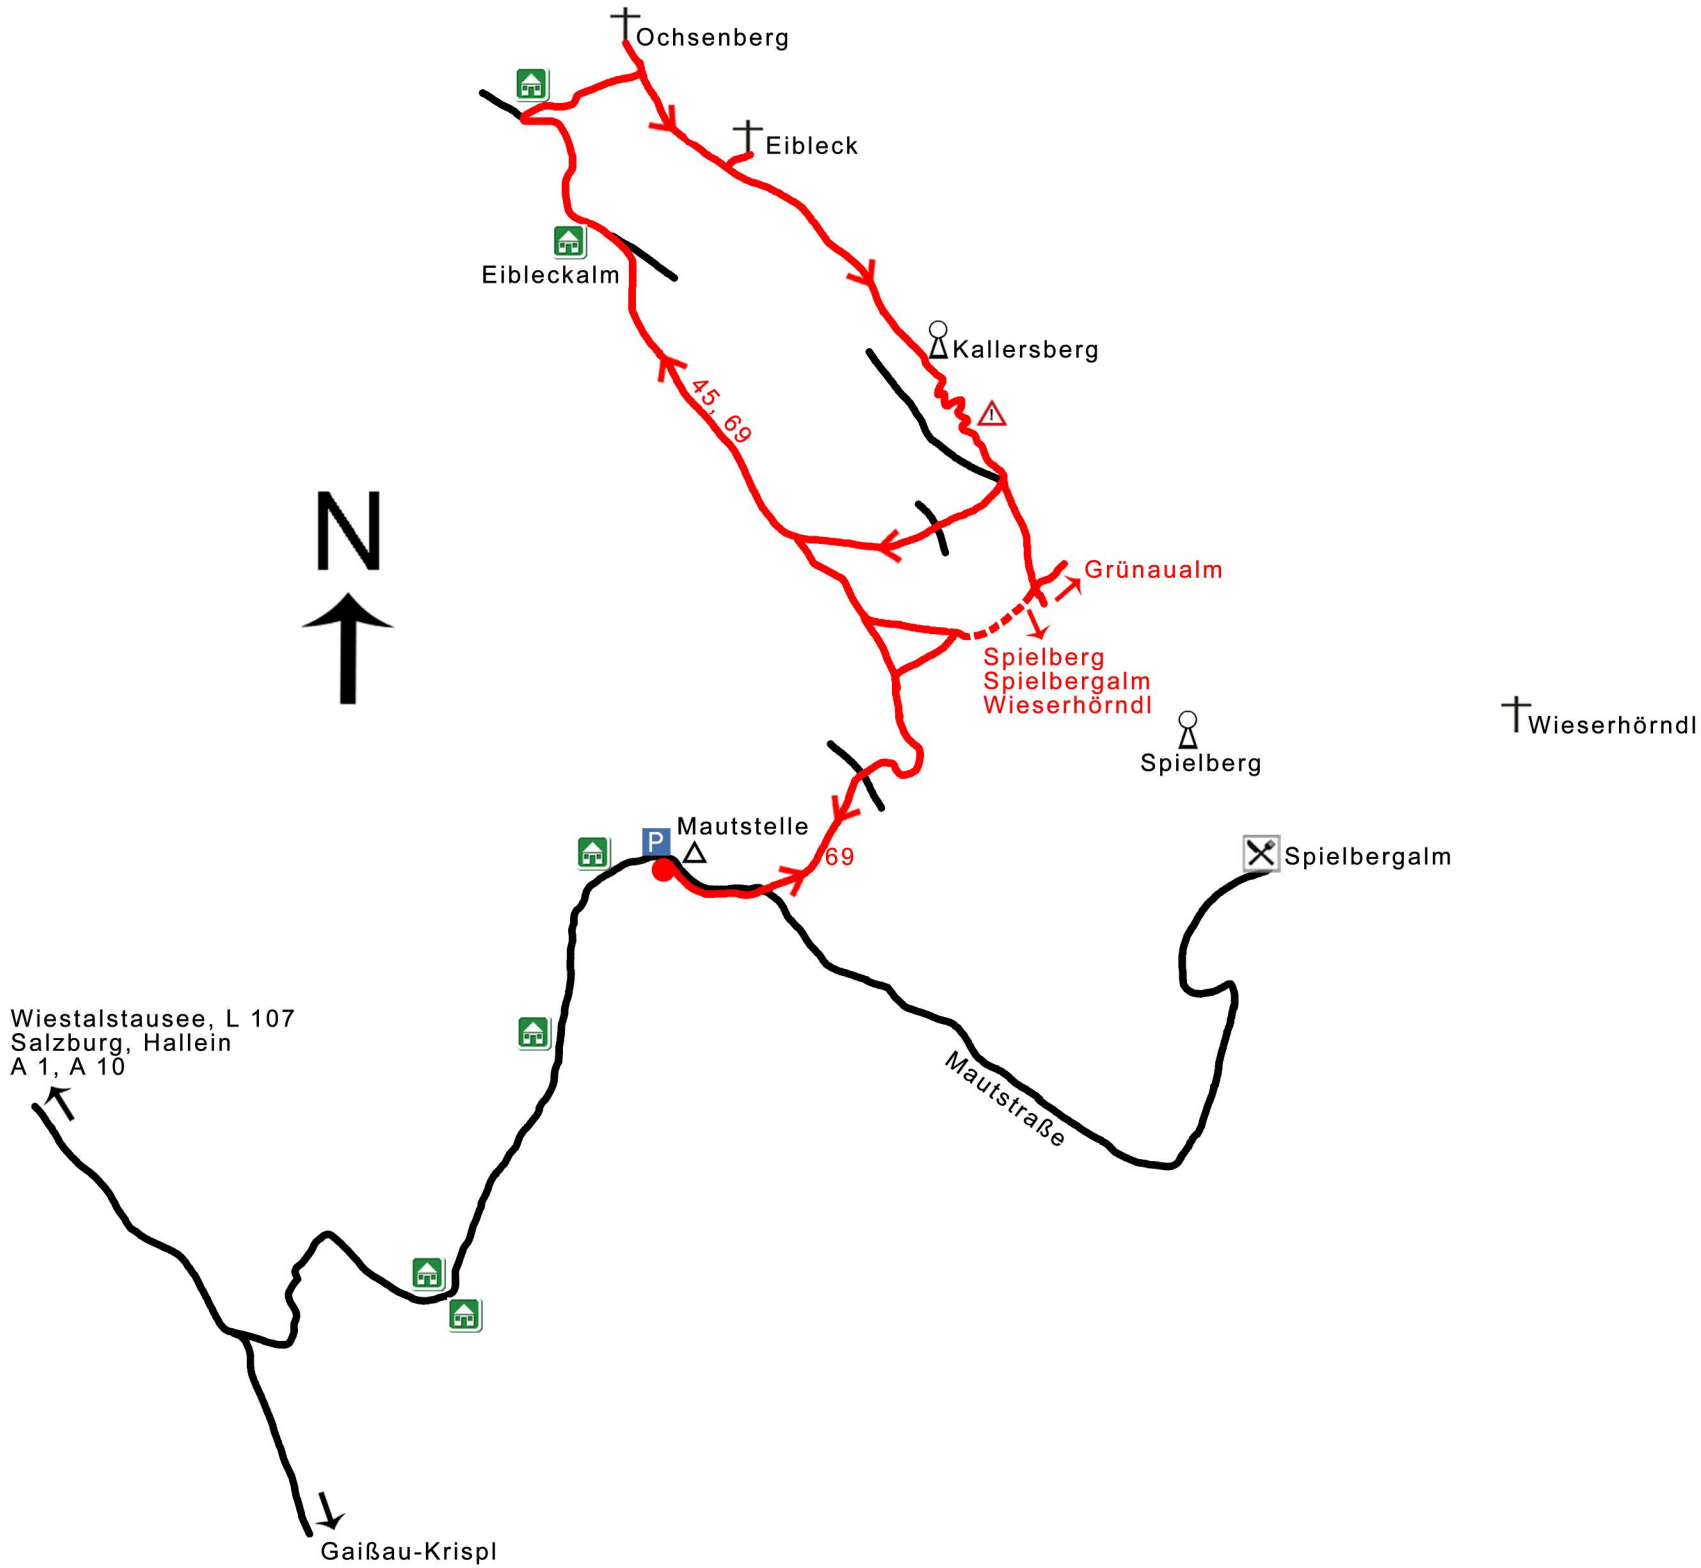 Ochsenberg
Eibleck
Eibleckalm
Kallersberg
45, 69
N
Grünaualm
Spielberg
Spielbergalm
Wieserhörndl
Wieserhörndl
Spielberg
P
Mautstelle
69
Spielbergalm
Wiestalstausee, L 107
Salzburg, Hallein
A 1, A 10
Mautstraße
Gaißau-Krispl